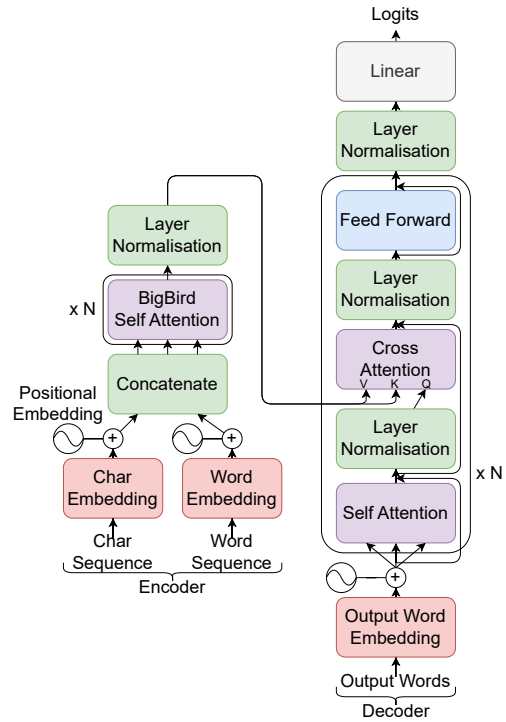 Logits
Linear
Layer
Normalisation
Feed Forward
Layer
Normalisation
Cross
Attention
V K Q
Layer
Normalisation
Self Attention
x N
Output Word
Embedding
Output Words
Decoder
Layer
Normalisation
x N
BigBird
Self Attention
Concatenate
Positional
Embedding
Char
Embedding
Word
Embedding
Char
Sequence
Word
Sequence
Encoder